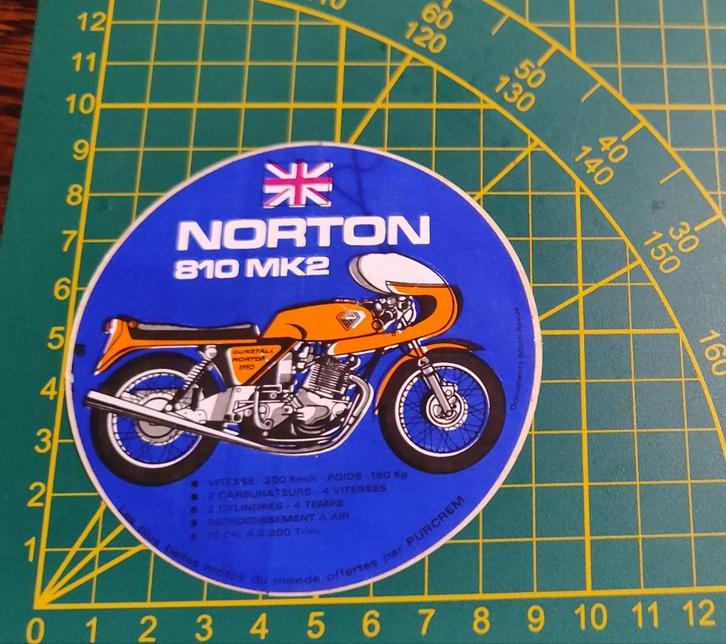 NORTON
810 MK2
DUNSTALL
NORTON
810
VITESSE : 200 Km/h - POIDS : 180 Kg
2 CARBURATEURS - 4 VITESSES
2 CYLINDRES - 4 TEMPS
REFROIDISSEMENT A AIR
70 CH. A 6.800 Tr/m.
Les plus belles motos du monde offertes par PURCREM
Documents Moto Revue
12
11
10
9
8
7
6
5
4
3
2
1
0
1 2 3 4 5 6 7 8 9 10 11 12
60
120
50
130
40
140
30
150
160